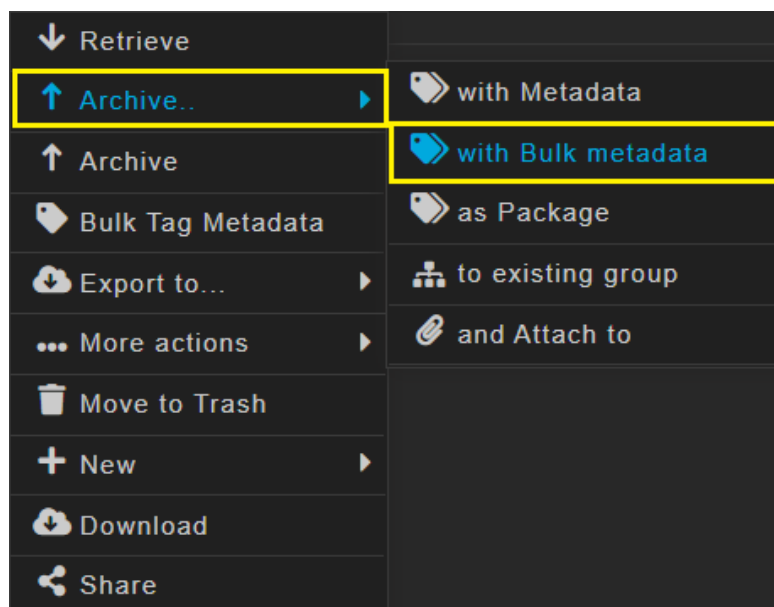 Retrieve
Archive..
Archive
Bulk Tag Metadata
Export to...
More actions
Move to Trash
New
Download
Share
with Metadata
with Bulk metadata
as Package
to existing group
and Attach to